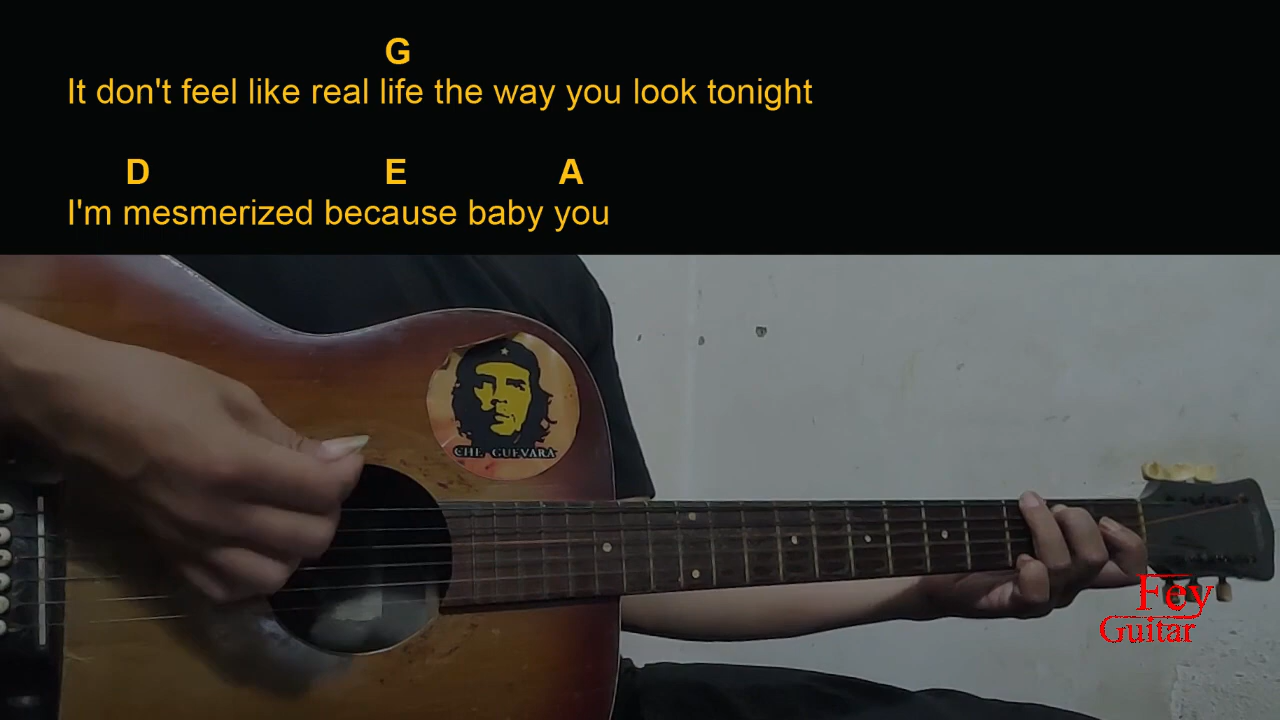 G
It don't feel like real life the way you look tonight
D E A
I'm mesmerized because baby you
CHE GUEVARA
Fey
Guitar